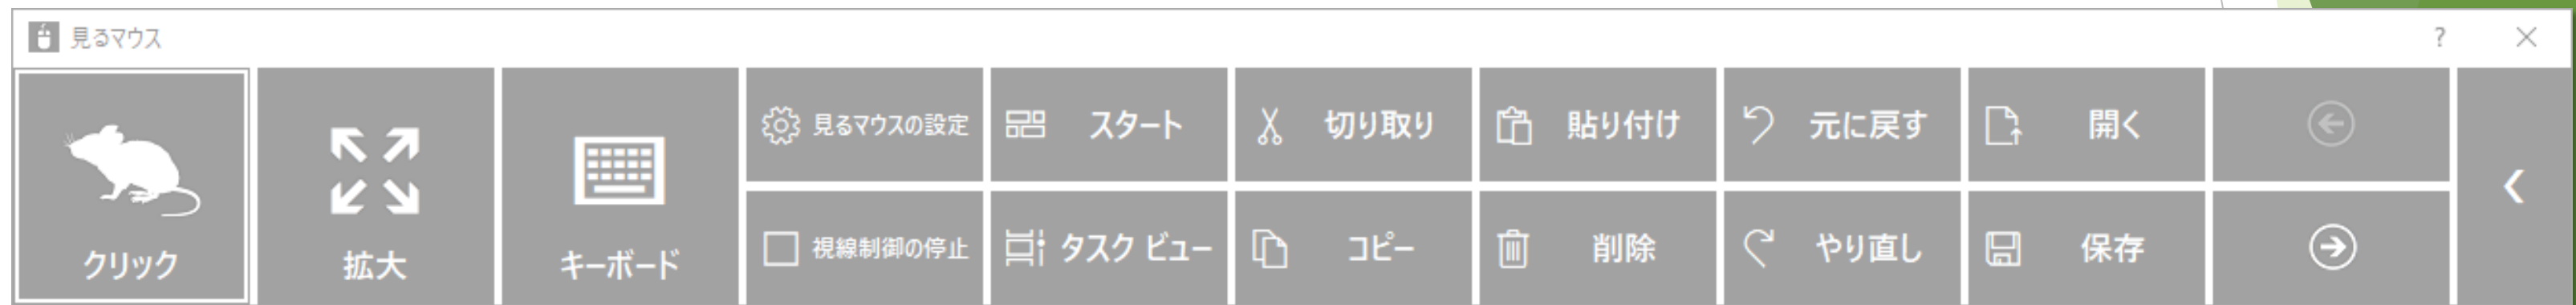 見るマウス
?
クリック
拡大
キーボード
見るマウスの設定
スタート
切り取り
貼り付け
元に戻す
開く
視線制御の停止
タスク ビュー
コピー
削除
やり直し
保存